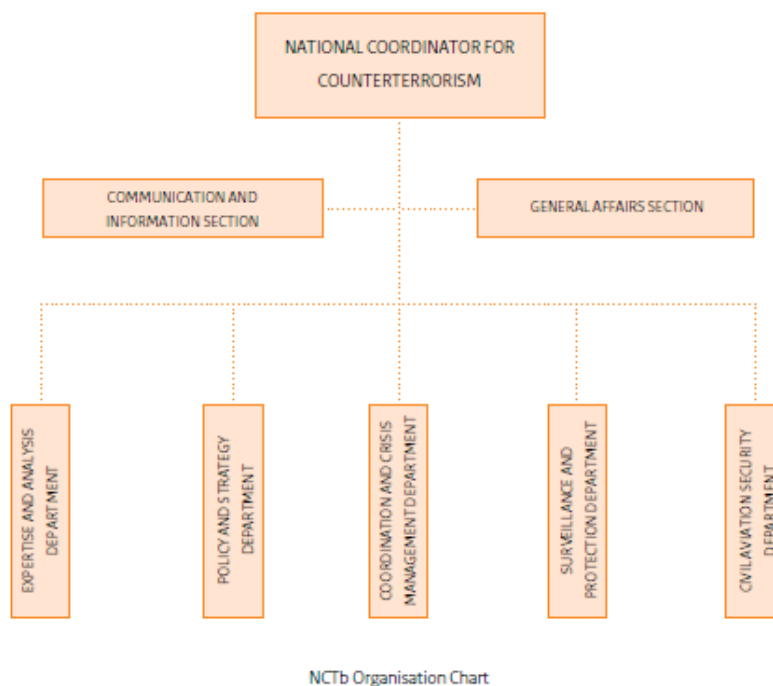 NATIONAL COORDINATOR FOR
COUNTERTERRORISM
COMMUNICATION AND
INFORMATION SECTION
GENERAL AFFAIRS SECTION
EXPERTISE AND ANALYSIS
DEPARTMENT
POLICY AND STRATEGY
DEPARTMENT
COORDINATION AND CRISIS
MANAGEMENT DEPARTMENT
SURVEILLANCE AND
PROTECTION DEPARTMENT
CIVIL AVIATION SECURITY
DEPARTMENT
NCTb Organisation Chart